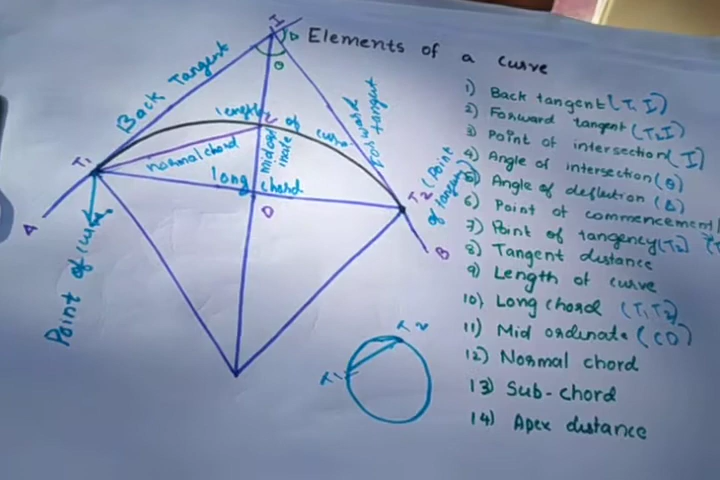 Elements of a curve
1) Back tangent (T₁ I)
2) Forward tangent (T₂I)
3) Point of intersection (I)
4) Angle of intersection (θ)
5) Angle of deflection (Δ)
6) Point of commencement
7) Point of tangency (T2)
8) Tangent distance
9) Length of curve
10) Long chord (T₁T₂)
11) Mid ordinate (CD)
12) Normal chord
13) Sub-chord
14) Apex distance
I
θ
Back Tangent
forward tangent
length of curve
normal chord
Mid ordinate
long chord
D
T₁
T2 (Point of tangency)
A
B
Point of curve
T1
T2